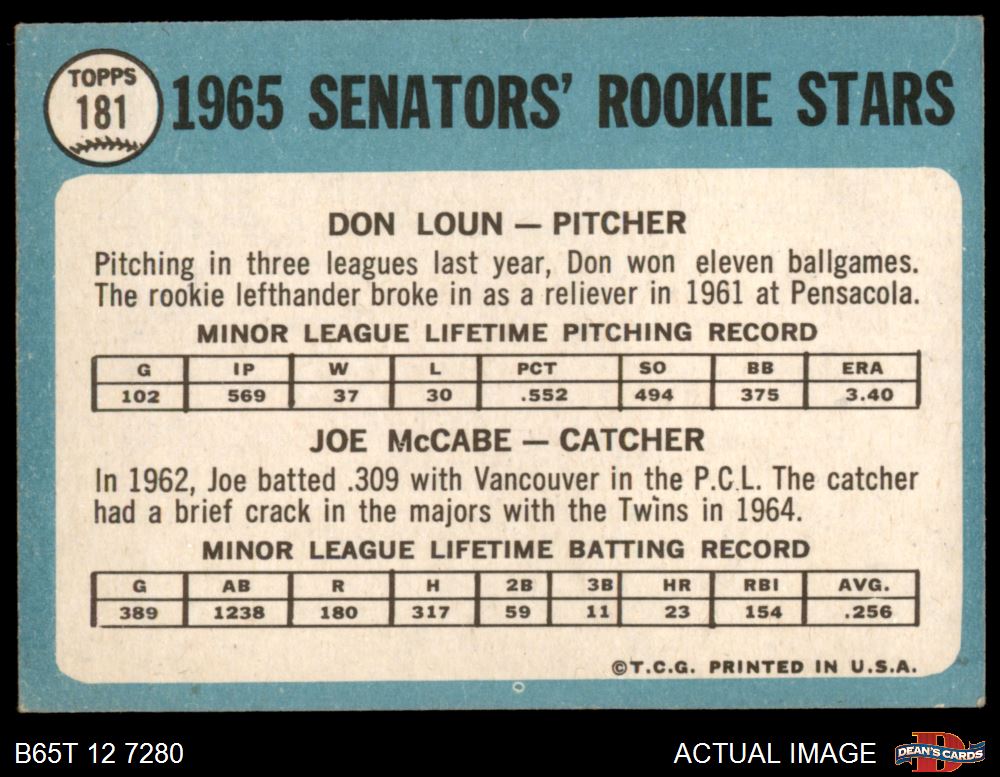 TOPPS
181
1965 SENATORS' ROOKIE STARS
DON LOUN — PITCHER
Pitching in three leagues last year, Don won eleven ballgames.
The rookie lefthander broke in as a reliever in 1961 at Pensacola.
MINOR LEAGUE LIFETIME PITCHING RECORD
G IP W L PCT SO BB ERA
102 569 37 30 .552 494 375 3.40
JOE McCABE — CATCHER
In 1962, Joe batted .309 with Vancouver in the P.C.L. The catcher
had a brief crack in the majors with the Twins in 1964.
MINOR LEAGUE LIFETIME BATTING RECORD
G AB R H 2B 3B HR RBI AVG.
389 1238 180 317 59 11 23 154 .256
©T.C.G. PRINTED IN U.S.A.
B65T 12 7280
ACTUAL IMAGE
D
DEAN'S CARDS